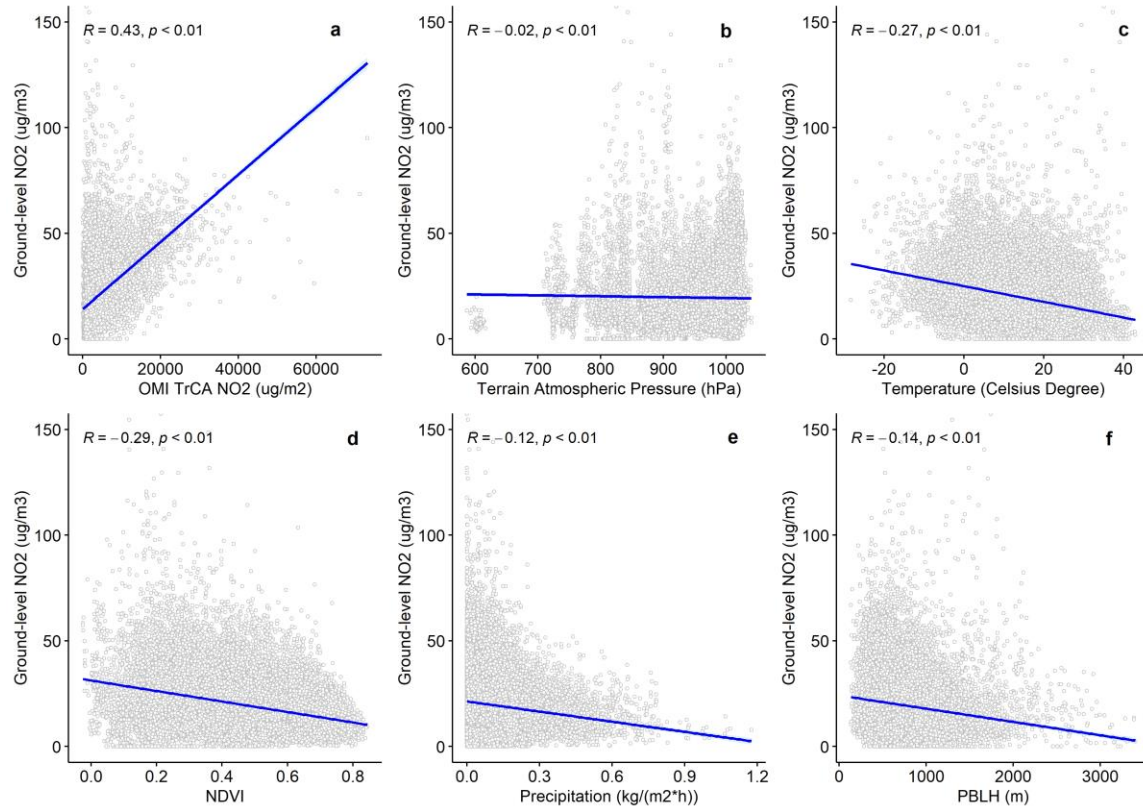 R = 0.43, p < 0.01
a
Ground-level NO2 (ug/m3)
150
100
50
0
0
20000
40000
60000
OMI TrCA NO2 (ug/m2)
R = −0.02, p < 0.01
b
Ground-level NO2 (ug/m3)
150
100
50
0
600
700
800
900
1000
Terrain Atmospheric Pressure (hPa)
R = −0.27, p < 0.01
c
Ground-level NO2 (ug/m3)
150
100
50
0
-20
0
20
40
Temperature (Celsius Degree)
R = −0.29, p < 0.01
d
Ground-level NO2 (ug/m3)
150
100
50
0
0.0
0.2
0.4
0.6
0.8
NDVI
R = −0.12, p < 0.01
e
Ground-level NO2 (ug/m3)
150
100
50
0
0.0
0.3
0.6
0.9
1.2
Precipitation (kg/(m2*h))
R = −0.14, p < 0.01
f
Ground-level NO2 (ug/m3)
150
100
50
0
0
1000
2000
3000
PBLH (m)